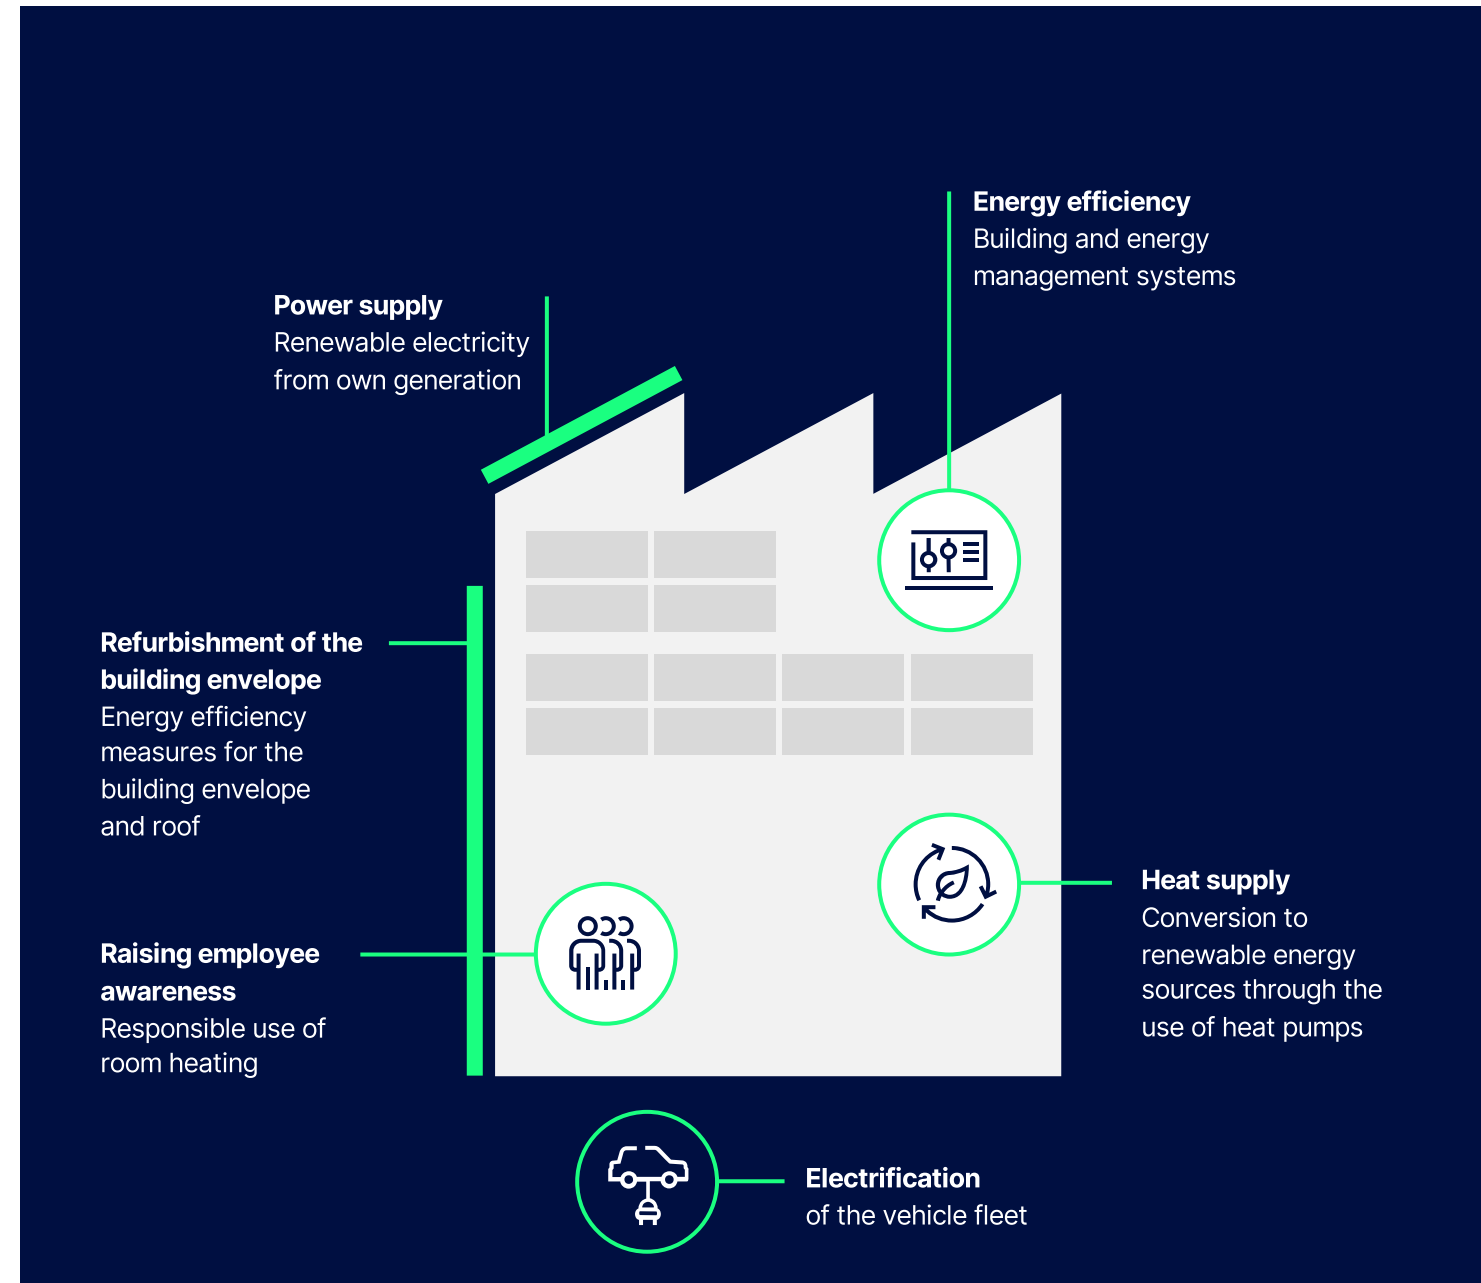 Energy efficiency
Building and energy
management systems
Power supply
Renewable electricity
from own generation
Refurbishment of the
building envelope
Energy efficiency
measures for the
building envelope
and roof
Heat supply
Conversion to
renewable energy
sources through the
use of heat pumps
Raising employee
awareness
Responsible use of
room heating
Electrification
of the vehicle fleet